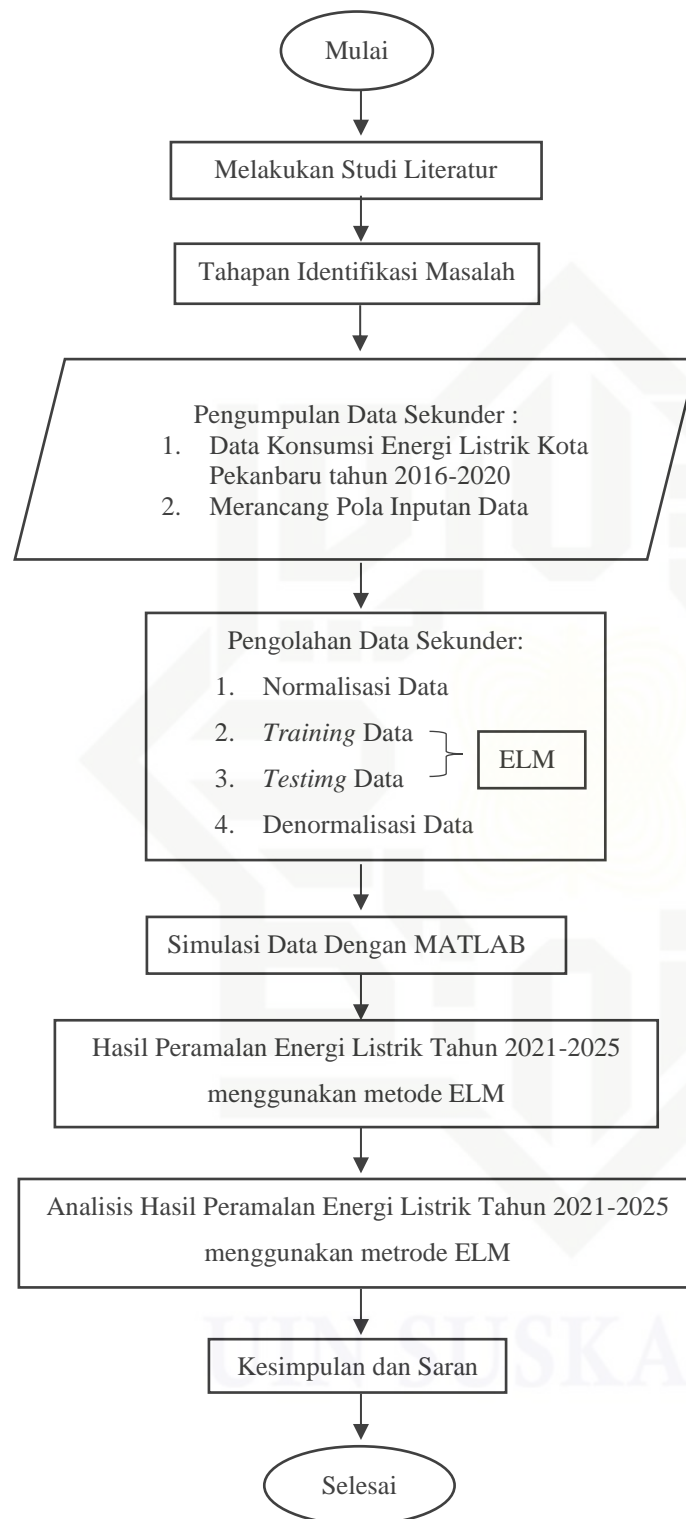 Mulai
Melakukan Studi Literatur
Tahapan Identifikasi Masalah
Pengumpulan Data Sekunder :
1. Data Konsumsi Energi Listrik Kota
Pekanbaru tahun 2016-2020
2. Merancang Pola Inputan Data
Pengolahan Data Sekunder:
1. Normalisasi Data
2. Training Data
3. Testimg Data
ELM
4. Denormalisasi Data
Simulasi Data Dengan MATLAB
Hasil Peramalan Energi Listrik Tahun 2021-2025
menggunakan metode ELM
Analisis Hasil Peramalan Energi Listrik Tahun 2021-2025
menggunakan metrode ELM
UIN SUSKA
Kesimpulan dan Saran
Selesai